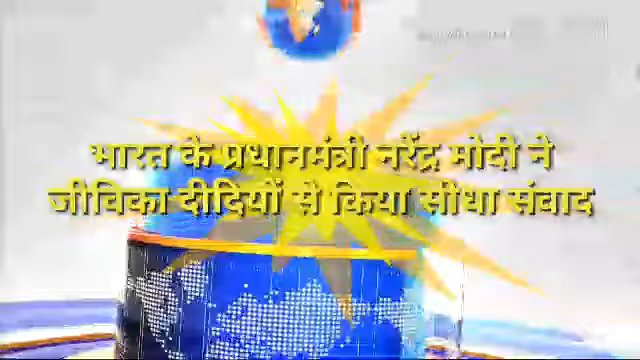 भारत के प्रधानमंत्री नरेंद्र मोदी ने
जीविका दीदियों से किया सीधा संवाद